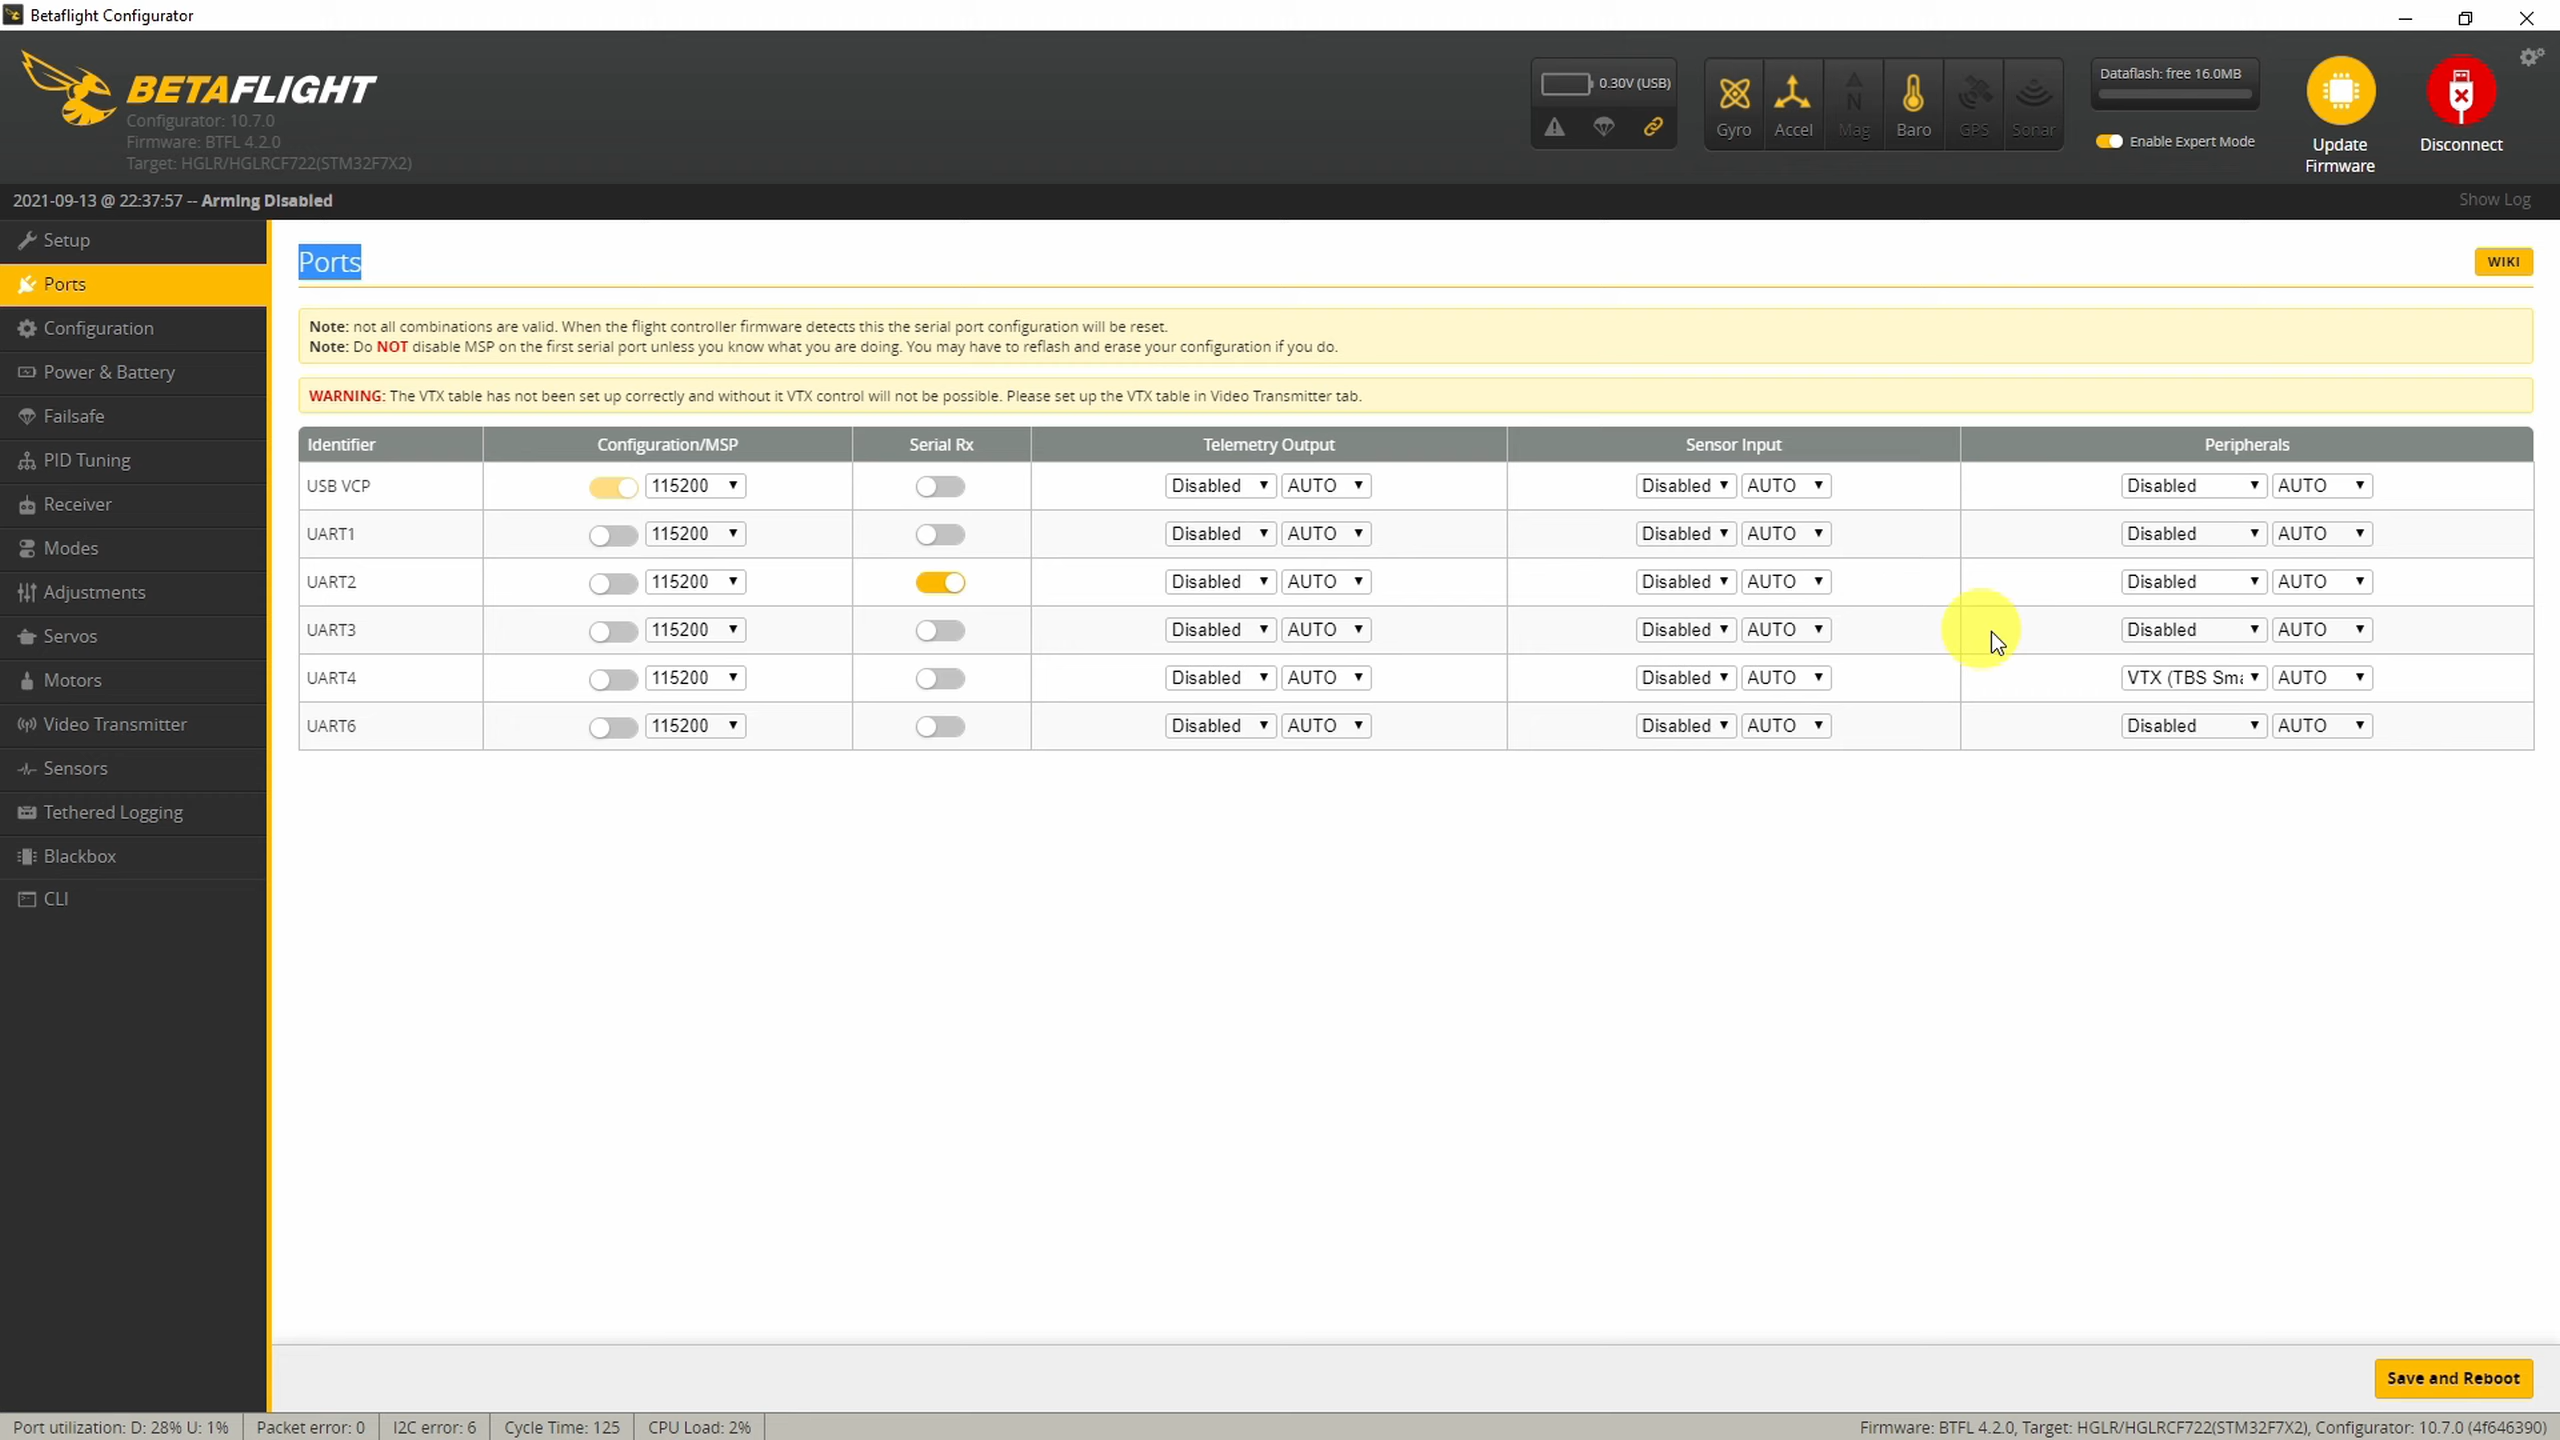 Betaflight Configurator
BETAFLIGHT
Configurator: 10.7.0
Firmware: BTFL 4.2.0
Target: HGLR/HGLRCF722(STM32F7X2)
0.30V (USB)
Gyro
Accel
Mag
Baro
GPS
Sonar
Dataflash: free 16.0MB
Enable Expert Mode
Update
Firmware
Disconnect
2021-09-13 @ 22:37:57 -- Arming Disabled
Show Log
Setup
Ports
Configuration
Power & Battery
Failsafe
PID Tuning
Receiver
Modes
Adjustments
Servos
Motors
Video Transmitter
Sensors
Tethered Logging
Blackbox
CLI
Ports
WIKI
Note: not all combinations are valid. When the flight controller firmware detects this the serial port configuration will be reset.
Note: Do NOT disable MSP on the first serial port unless you know what you are doing. You may have to reflash and erase your configuration if you do.
WARNING: The VTX table has not been set up correctly and without it VTX control will not be possible. Please set up the VTX table in Video Transmitter tab.
Identifier Configuration/MSP Serial Rx Telemetry Output Sensor Input Peripherals
USB VCP 115200 Disabled AUTO Disabled AUTO Disabled AUTO
UART1 115200 Disabled AUTO Disabled AUTO Disabled AUTO
UART2 115200 Disabled AUTO Disabled AUTO Disabled AUTO
UART3 115200 Disabled AUTO Disabled AUTO Disabled AUTO
UART4 115200 Disabled AUTO Disabled AUTO VTX (TBS Sma AUTO
UART6 115200 Disabled AUTO Disabled AUTO Disabled AUTO
Save and Reboot
Port utilization: D: 28% U: 1% Packet error: 0 I2C error: 6 Cycle Time: 125 CPU Load: 2% Firmware: BTFL 4.2.0, Target: HGLR/HGLRCF722(STM32F7X2), Configurator: 10.7.0 (4f646390)